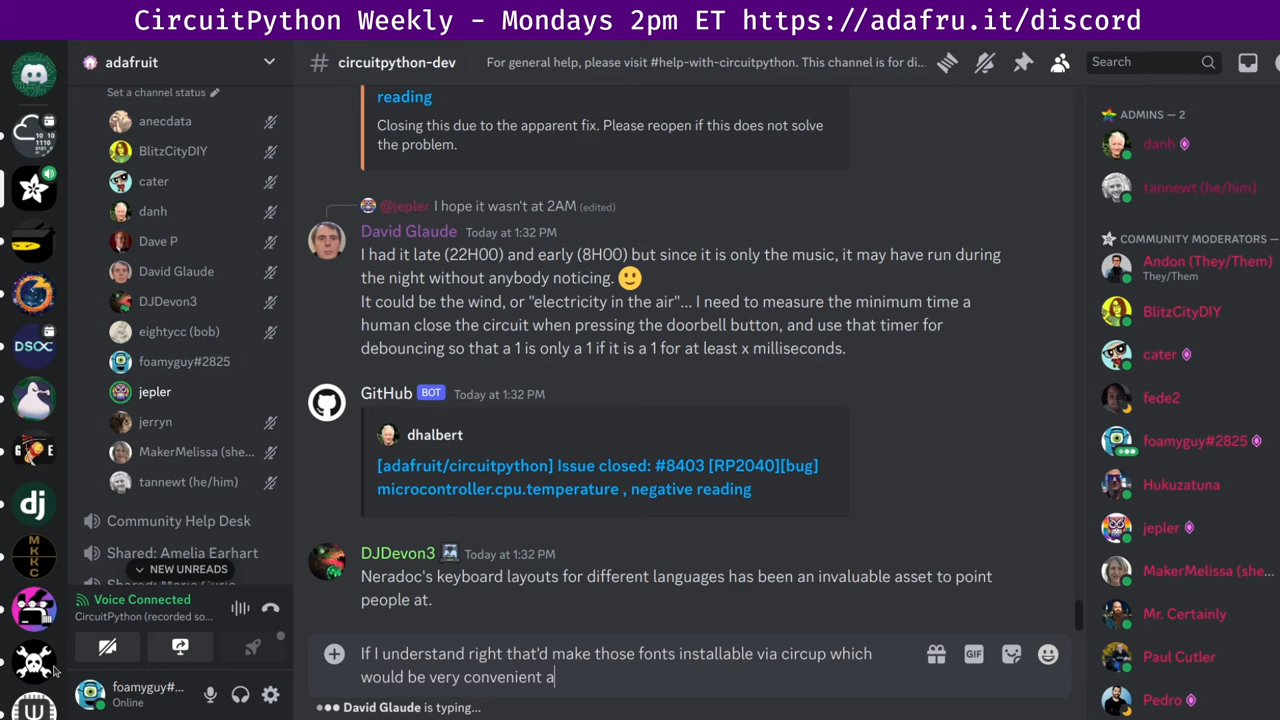 CircuitPython Weekly - Mondays 2pm ET https://adafru.it/discord
adafruit
Set a channel status
anecdata
BlitzCityDIY
cater
danh
Dave P
David Glaude
DJDevon3
eightycc (bob)
foamyguy#2825
jepler
jerryn
MakerMelissa (she...
tannewt (he/him)
Community Help Desk
Shared: Amelia Earhart
NEW UNREADS
Voice Connected
CircuitPython (recorded so...
foamyguy#...
Online
DSOC
dj
MK
KC
# circuitpython-dev
For general help, please visit #help-with-circuitpython. This channel is for di...
Search
reading
Closing this due to the apparent fix. Please reopen if this does not solve
the problem.
@jepler I hope it wasn't at 2AM (edited)
David Glaude Today at 1:32 PM
I had it late (22H00) and early (8H00) but since it is only the music, it may have run during
the night without anybody noticing. 🙂
It could be the wind, or "electricity in the air"... I need to measure the minimum time a
human close the circuit when pressing the doorbell button, and use that timer for
debouncing so that a 1 is only a 1 if it is a 1 for at least x milliseconds.
GitHub BOT Today at 1:32 PM
dhalbert
[adafruit/circuitpython] Issue closed: #8403 [RP2040][bug]
microcontroller.cpu.temperature , negative reading
DJDevon3 Today at 1:32 PM
Neradoc's keyboard layouts for different languages has been an invaluable asset to point
people at.
If I understand right that'd make those fonts installable via circup which
would be very convenient a
GIF
David Glaude is typing...
ADMINS — 2
danh
tannewt (he/him)
COMMUNITY MODERATORS —
Andon (They/Them)
They/Them
BlitzCityDIY
cater
fede2
foamyguy#2825
Hukuzatuna
jepler
MakerMelissa (she...
Mr. Certainly
Paul Cutler
Pedro